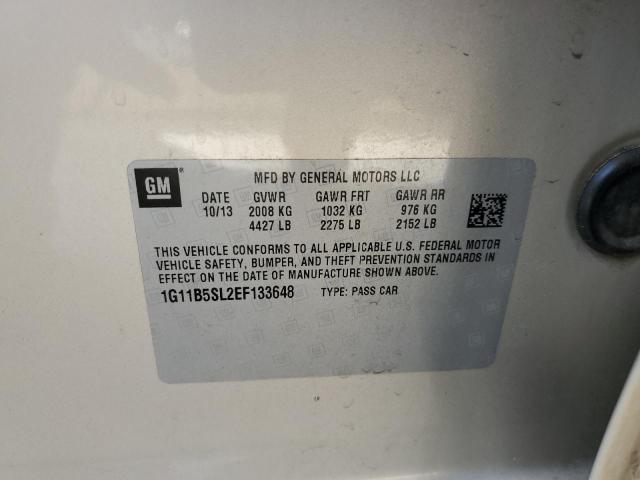 GM
MFD BY GENERAL MOTORS LLC
DATE GVWR GAWR FRT GAWR RR
10/13 2008 KG 1032 KG 976 KG
4427 LB 2275 LB 2152 LB
THIS VEHICLE CONFORMS TO ALL APPLICABLE U.S. FEDERAL MOTOR
VEHICLE SAFETY, BUMPER, AND THEFT PREVENTION STANDARDS IN
EFFECT ON THE DATE OF MANUFACTURE SHOWN ABOVE.
1G11B5SL2EF133648 TYPE: PASS CAR